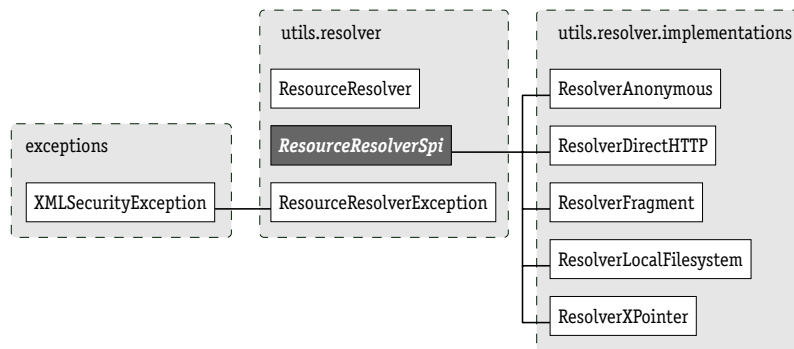 exceptions
XMLSecurityException
utils.resolver
ResourceResolver
ResourceResolverSpi
ResourceResolverException
utils.resolver.implementations
ResolverAnonymous
ResolverDirectHTTP
ResolverFragment
ResolverLocalFilesystem
ResolverXPointer